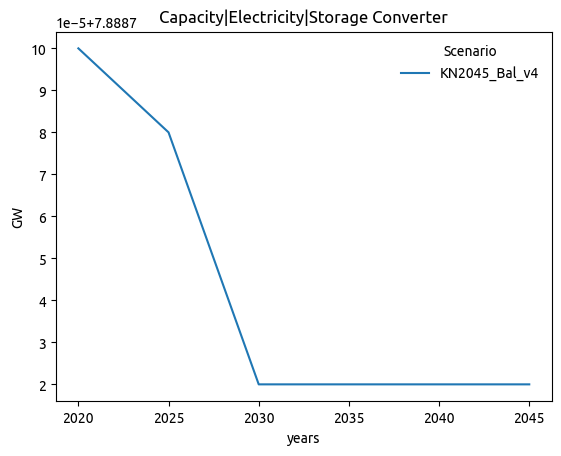 Capacity|Electricity|Storage Converter
1e−5+7.8887
Scenario
KN2045_Bal_v4
10
9
8
7
6
5
4
3
2
GW
2020 2025 2030 2035 2040 2045
years